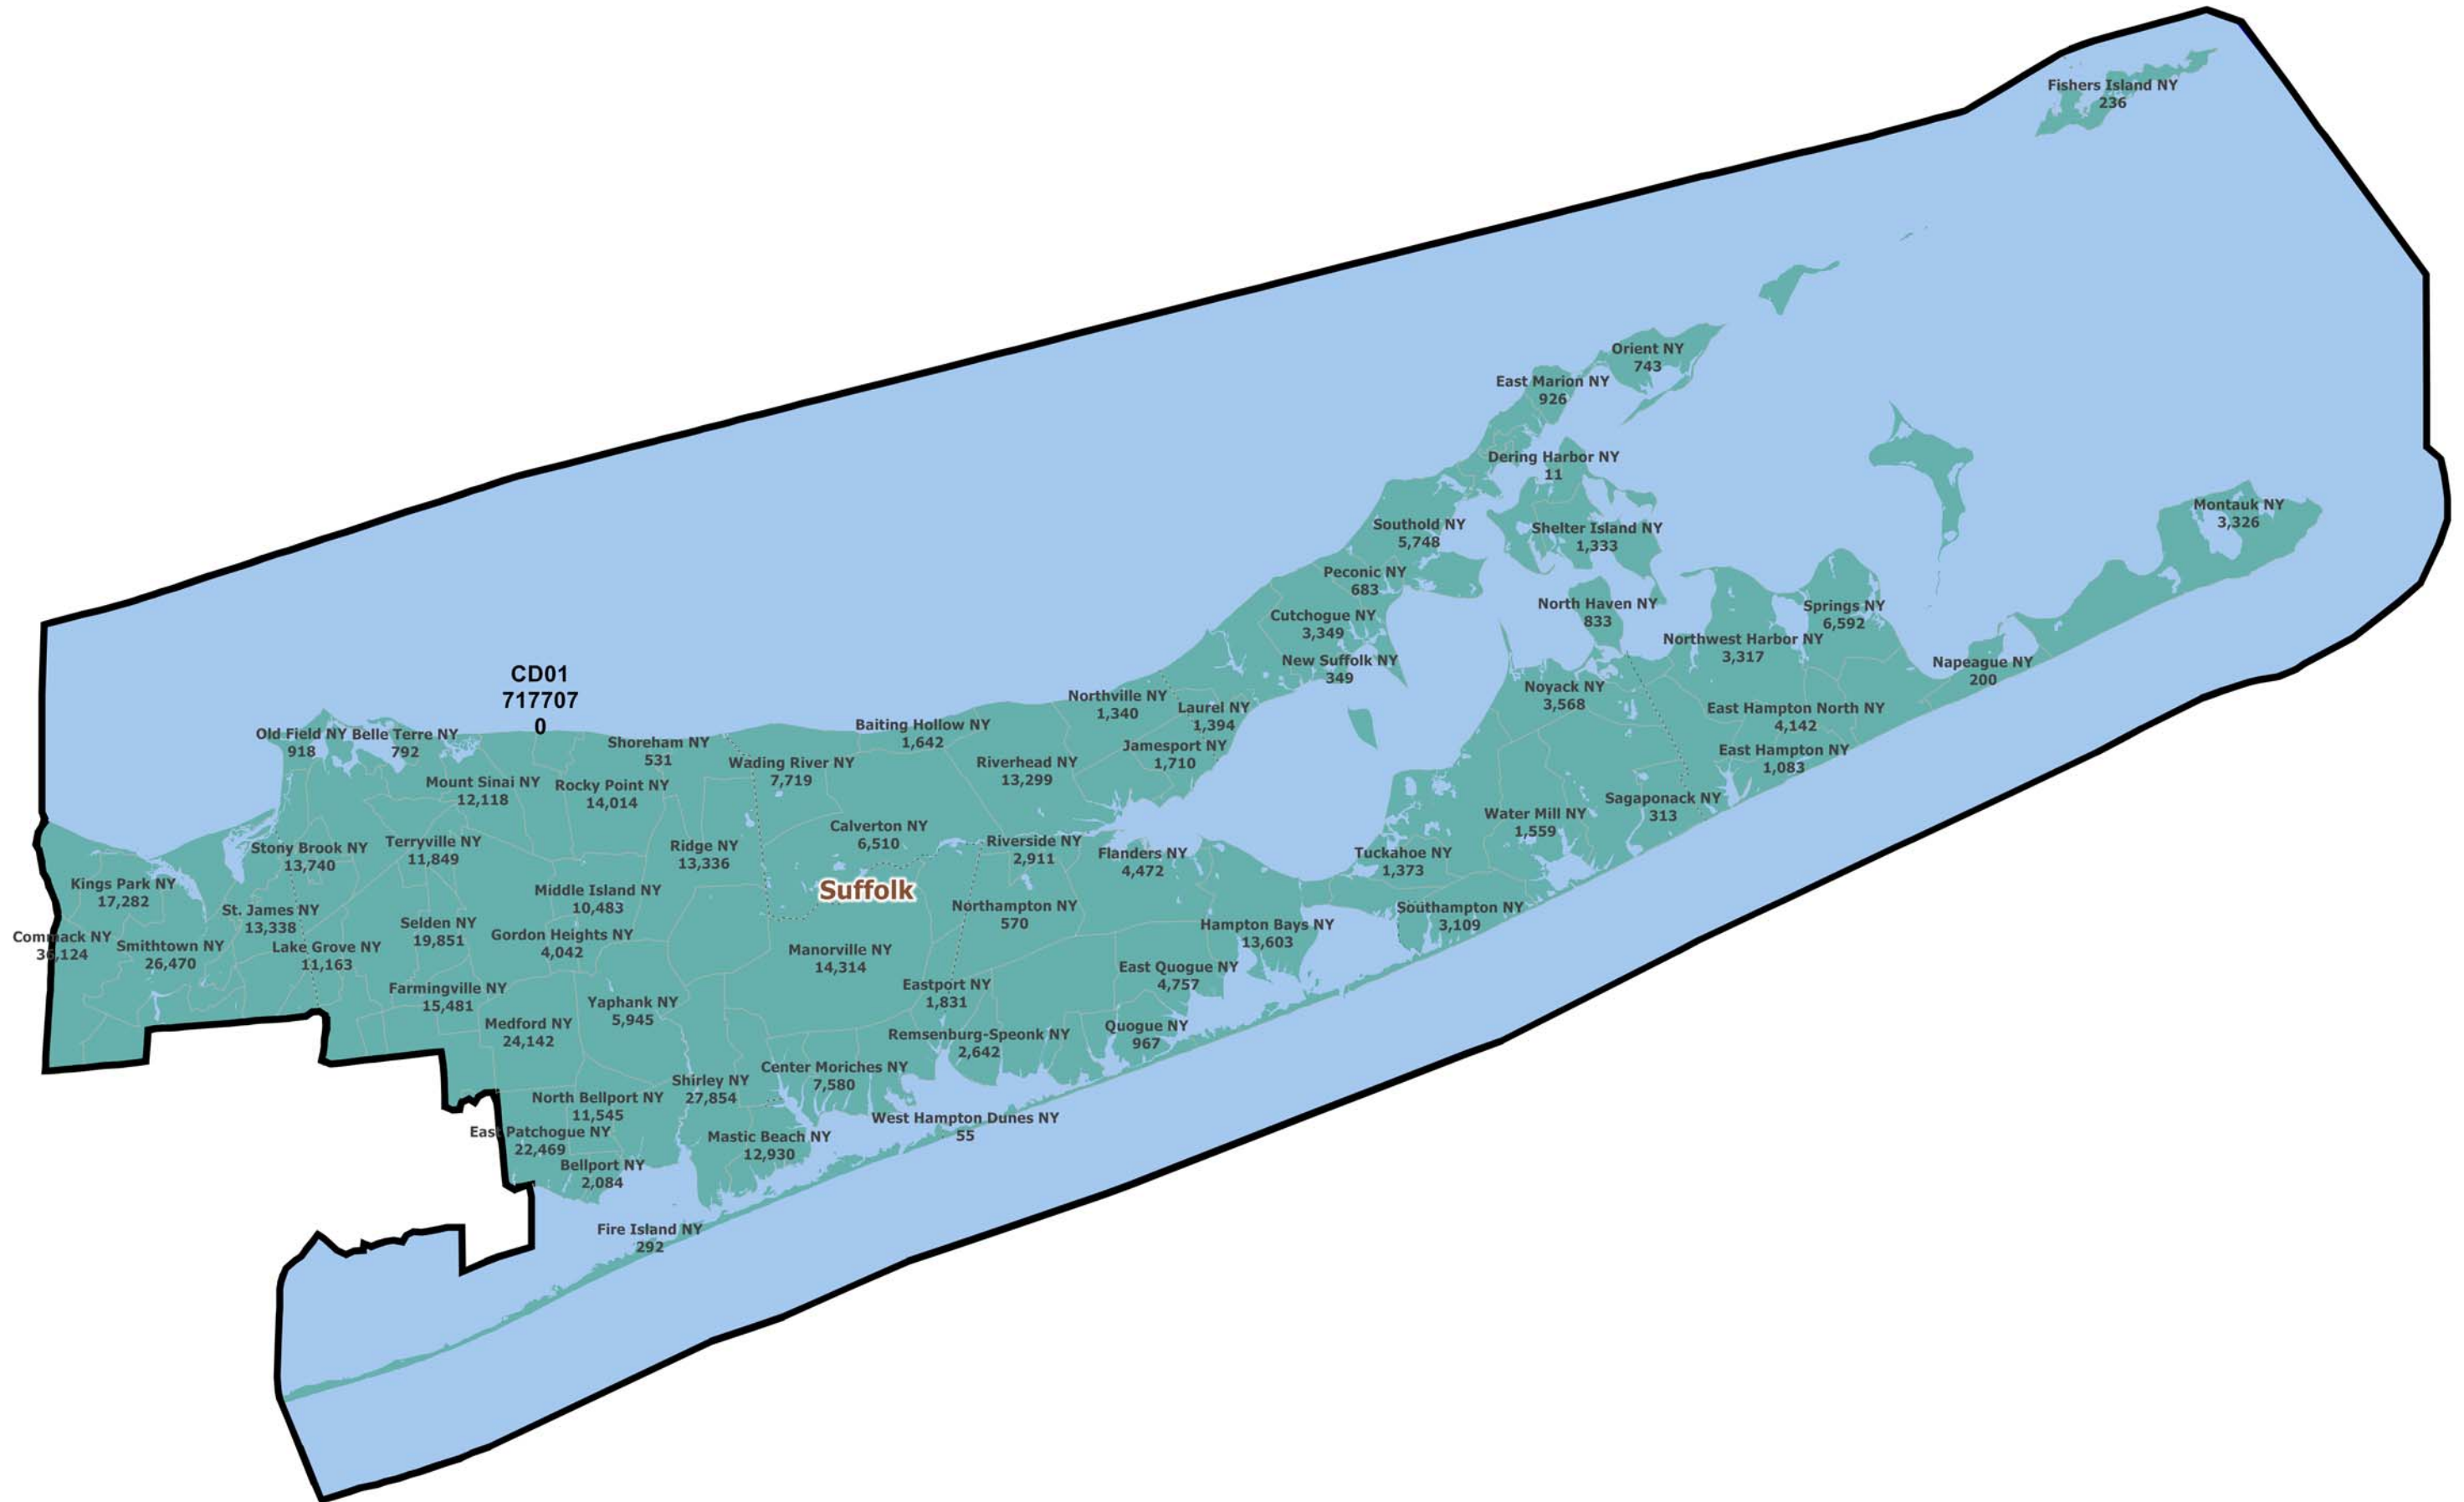 Fishers Island NY
236
Orient NY
743
East Marion NY
926
Dering Harbor NY
11
Montauk NY
3,326
Southold NY
5,748
Shelter Island NY
1,333
Peconic NY
683
North Haven NY
833
Springs NY
6,592
Cutchogue NY
3,349
Northwest Harbor NY
3,317
New Suffolk NY
349
Napeague NY
200
CD01
717707
0
Noyack NY
3,568
Northville NY
1,340
Laurel NY
1,394
East Hampton North NY
4,142
Baiting Hollow NY
1,642
Old Field NY
918
Belle Terre NY
792
Shoreham NY
531
Jamesport NY
1,710
East Hampton NY
1,083
Wading River NY
7,719
Riverhead NY
13,299
Mount Sinai NY
12,118
Rocky Point NY
14,014
Sagaponack NY
313
Water Mill NY
1,559
Calverton NY
6,510
Stony Brook NY
13,740
Terryville NY
11,849
Ridge NY
13,336
Riverside NY
2,911
Flanders NY
4,472
Tuckahoe NY
1,373
Kings Park NY
17,282
Middle Island NY
10,483
Suffolk
St. James NY
13,338
Northampton NY
570
Southampton NY
3,109
Selden NY
19,851
Hampton Bays NY
13,603
Commack NY
36,124
Smithtown NY
26,470
Lake Grove NY
11,163
Gordon Heights NY
4,042
Manorville NY
14,314
East Quogue NY
4,757
Farmingville NY
15,481
Eastport NY
1,831
Yaphank NY
5,945
Medford NY
24,142
Quogue NY
967
Remsenburg-Speonk NY
2,642
Center Moriches NY
7,580
Shirley NY
27,854
North Bellport NY
11,545
West Hampton Dunes NY
55
East Patchogue NY
22,469
Mastic Beach NY
12,930
Bellport NY
2,084
Fire Island NY
292